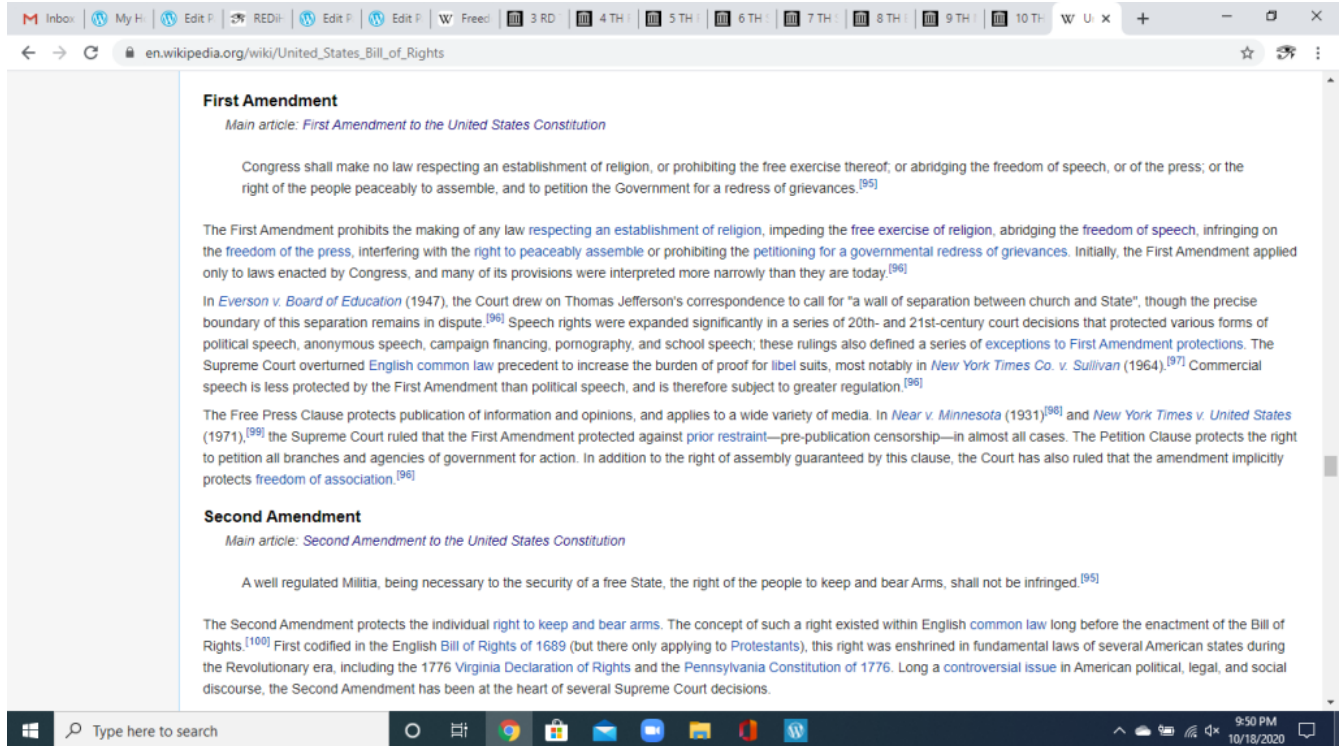 Inbox My H Edit P REDi Edit P Edit P Freed 3 RD 4 TH 5 TH 6 TH 7 TH 8 TH 9 TH 10 TH
en.wikipedia.org/wiki/United_States_Bill_of_Rights
First Amendment
Main article: First Amendment to the United States Constitution
Congress shall make no law respecting an establishment of religion, or prohibiting the free exercise thereof; or abridging the freedom of speech, or of the press; or the
right of the people peaceably to assemble, and to petition the Government for a redress of grievances.[95]
The First Amendment prohibits the making of any law respecting an establishment of religion, impeding the free exercise of religion, abridging the freedom of speech, infringing on
the freedom of the press, interfering with the right to peaceably assemble or prohibiting the petitioning for a governmental redress of grievances. Initially, the First Amendment applied
only to laws enacted by Congress, and many of its provisions were interpreted more narrowly than they are today.[96]
In Everson v. Board of Education (1947), the Court drew on Thomas Jefferson's correspondence to call for "a wall of separation between church and State", though the precise
boundary of this separation remains in dispute.[96] Speech rights were expanded significantly in a series of 20th- and 21st-century court decisions that protected various forms of
political speech, anonymous speech, campaign financing, pornography, and school speech; these rulings also defined a series of exceptions to First Amendment protections. The
Supreme Court overturned English common law precedent to increase the burden of proof for libel suits, most notably in New York Times Co. v. Sullivan (1964).[97] Commercial
speech is less protected by the First Amendment than political speech, and is therefore subject to greater regulation.[96]
The Free Press Clause protects publication of information and opinions, and applies to a wide variety of media. In Near v. Minnesota (1931)[98] and New York Times v. United States
(1971),[99] the Supreme Court ruled that the First Amendment protected against prior restraint—pre-publication censorship—in almost all cases. The Petition Clause protects the right
to petition all branches and agencies of government for action. In addition to the right of assembly guaranteed by this clause, the Court has also ruled that the amendment implicitly
protects freedom of association.[96]
Second Amendment
Main article: Second Amendment to the United States Constitution
A well regulated Militia, being necessary to the security of a free State, the right of the people to keep and bear Arms, shall not be infringed.[95]
The Second Amendment protects the individual right to keep and bear arms. The concept of such a right existed within English common law long before the enactment of the Bill of
Rights.[100] First codified in the English Bill of Rights of 1689 (but there only applying to Protestants), this right was enshrined in fundamental laws of several American states during
the Revolutionary era, including the 1776 Virginia Declaration of Rights and the Pennsylvania Constitution of 1776. Long a controversial issue in American political, legal, and social
discourse, the Second Amendment has been at the heart of several Supreme Court decisions.
Type here to search
9:50 PM
10/18/2020